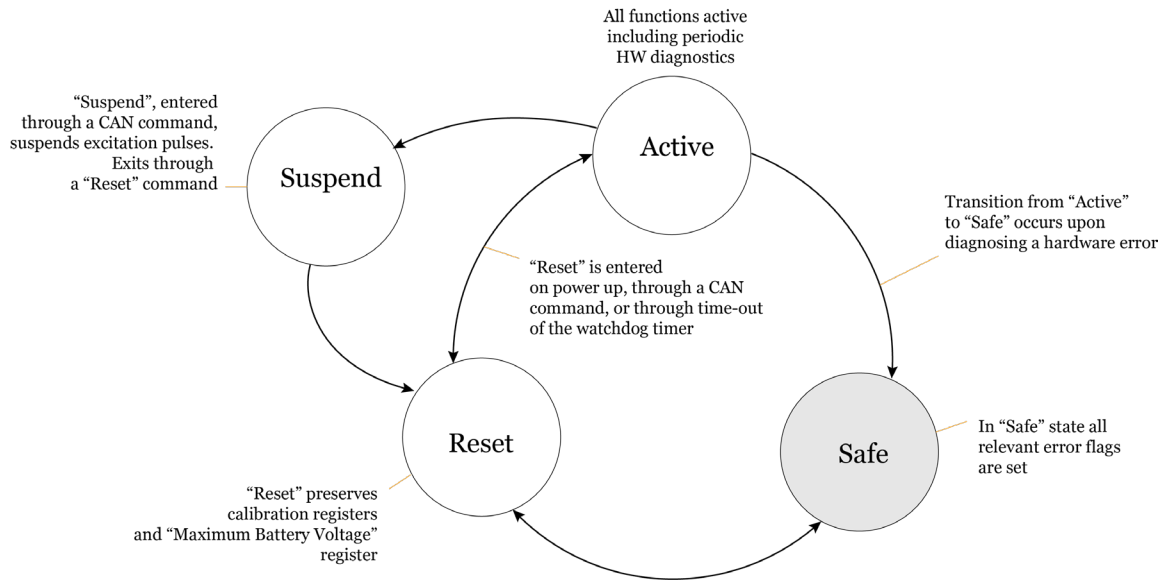 All functions active
including periodic
HW diagnostics
“Suspend”, entered
through a CAN command,
suspends excitation pulses.
Exits through
a “Reset” command
Suspend
Active
Transition from “Active”
to “Safe” occurs upon
diagnosing a hardware error
“Reset” is entered
on power up, through a CAN
command, or through time-out
of the watchdog timer
Reset
Safe
In “Safe” state all
relevant error flags
are set
“Reset” preserves
calibration registers
and “Maximum Battery Voltage”
register